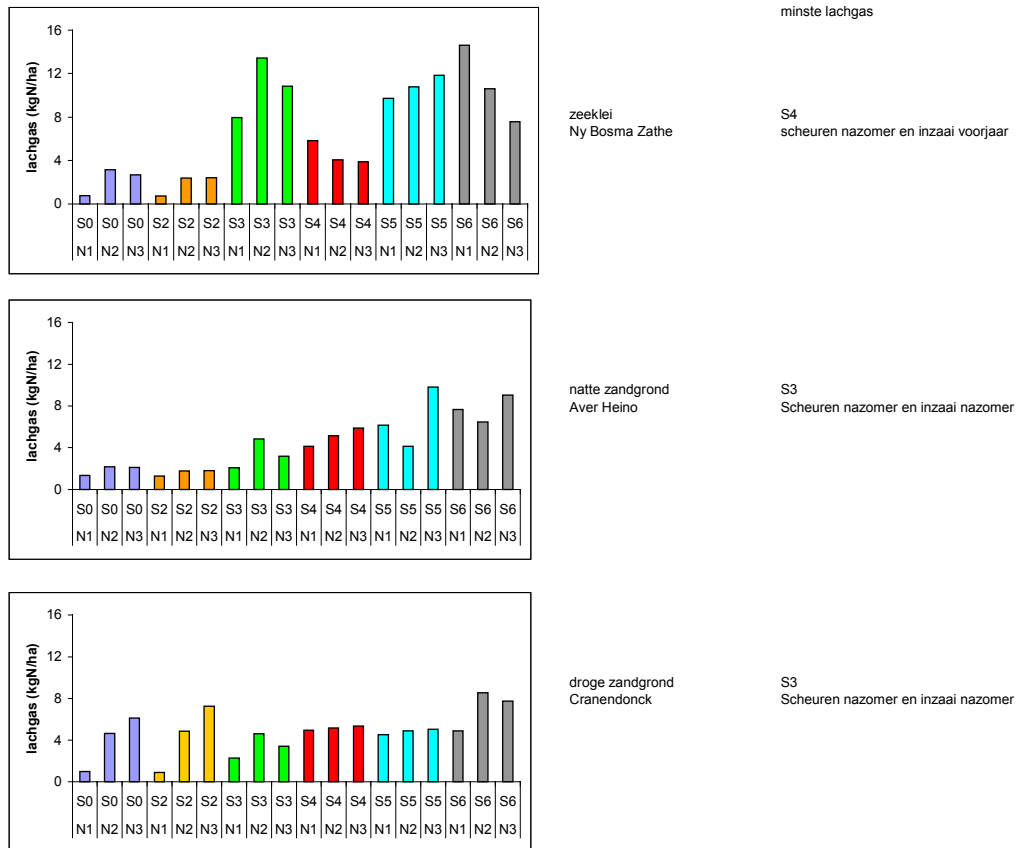 minste lachgas
lachgas (kgN/ha)
16
12
8
4
0
S0 S0 S0 S2 S2 S2 S3 S3 S3 S4 S4 S4 S5 S5 S5 S6 S6 S6
N1 N2 N3 N1 N2 N3 N1 N2 N3 N1 N2 N3 N1 N2 N3 N1 N2 N3
zeeklei
Ny Bosma Zathe
S4
scheuren nazomer en inzaai voorjaar
lachgas (kgN/ha)
16
12
8
4
0
S0 S0 S0 S2 S2 S2 S3 S3 S3 S4 S4 S4 S5 S5 S5 S6 S6 S6
N1 N2 N3 N1 N2 N3 N1 N2 N3 N1 N2 N3 N1 N2 N3 N1 N2 N3
natte zandgrond
Aver Heino
S3
Scheuren nazomer en inzaai nazomer
lachgas (kgN/ha)
16
12
8
4
0
S0 S0 S0 S2 S2 S2 S3 S3 S3 S4 S4 S4 S5 S5 S5 S6 S6 S6
N1 N2 N3 N1 N2 N3 N1 N2 N3 N1 N2 N3 N1 N2 N3 N1 N2 N3
droge zandgrond
Cranendonck
S3
Scheuren nazomer en inzaai nazomer